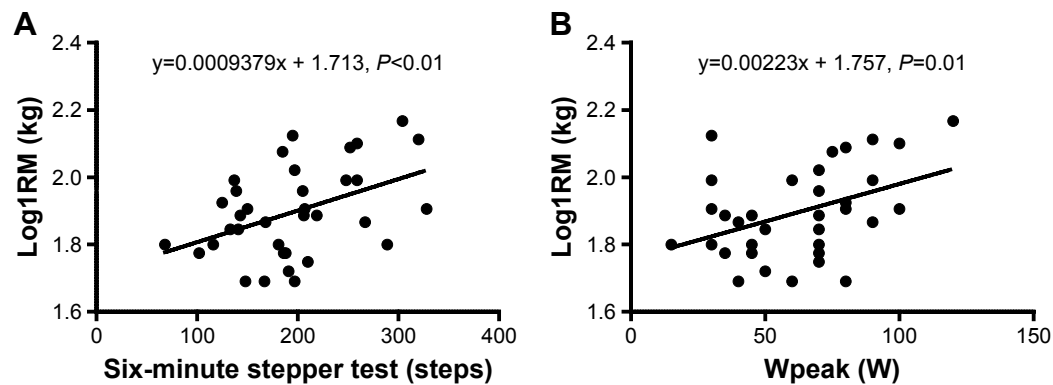 A
y=0.0009379x + 1.713, P<0.01
Log1RM (kg)
2.4
2.2
2.0
1.8
1.6
0 100 200 300 400
Six-minute stepper test (steps)
B
y=0.00223x + 1.757, P=0.01
Log1RM (kg)
2.4
2.2
2.0
1.8
1.6
0 50 100 150
Wpeak (W)